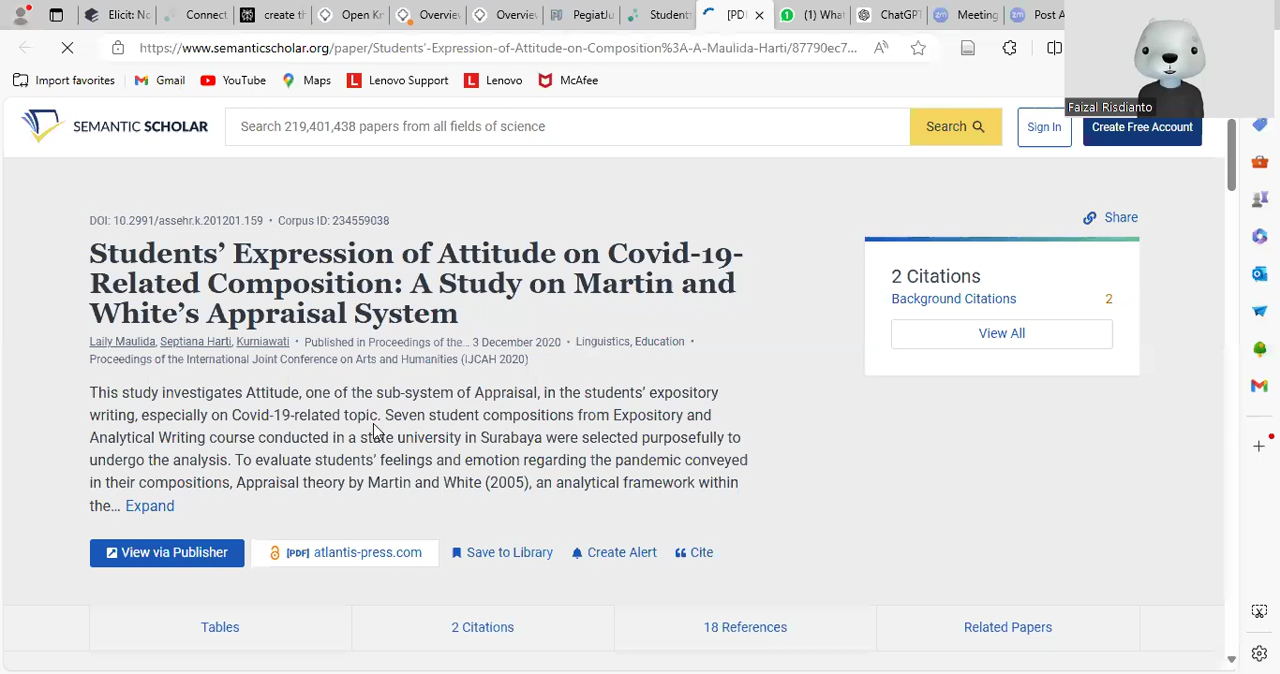 Elicit: No
Connect
create th
Open Kn
Overview
Overview
PegiatJu
Student
[PD
(1) Wha
ChatGPT
Meeting
Post A
https://www.semanticscholar.org/paper/Students'-Expression-of-Attitude-on-Composition%3A-A-Maulida-Harti/87790ec7...
Import favorites
Gmail
YouTube
Maps
Lenovo Support
Lenovo
McAfee
Faizal Risdianto
SEMANTIC SCHOLAR
Search 219,401,438 papers from all fields of science
Search
Sign In
Create Free Account
DOI: 10.2991/assehr.k.201201.159 • Corpus ID: 234559038
Share
Students' Expression of Attitude on Covid-19-
Related Composition: A Study on Martin and
White's Appraisal System
Laily Maulida, Septiana Harti, Kurniawati • Published in Proceedings of the... 3 December 2020 • Linguistics, Education •
Proceedings of the International Joint Conference on Arts and Humanities (IJCAH 2020)
2 Citations
Background Citations 2
View All
This study investigates Attitude, one of the sub-system of Appraisal, in the students' expository
writing, especially on Covid-19-related topic. Seven student compositions from Expository and
Analytical Writing course conducted in a state university in Surabaya were selected purposefully to
undergo the analysis. To evaluate students' feelings and emotion regarding the pandemic conveyed
in their compositions, Appraisal theory by Martin and White (2005), an analytical framework within
the... Expand
View via Publisher
[PDF] atlantis-press.com
Save to Library
Create Alert
Cite
Tables
2 Citations
18 References
Related Papers